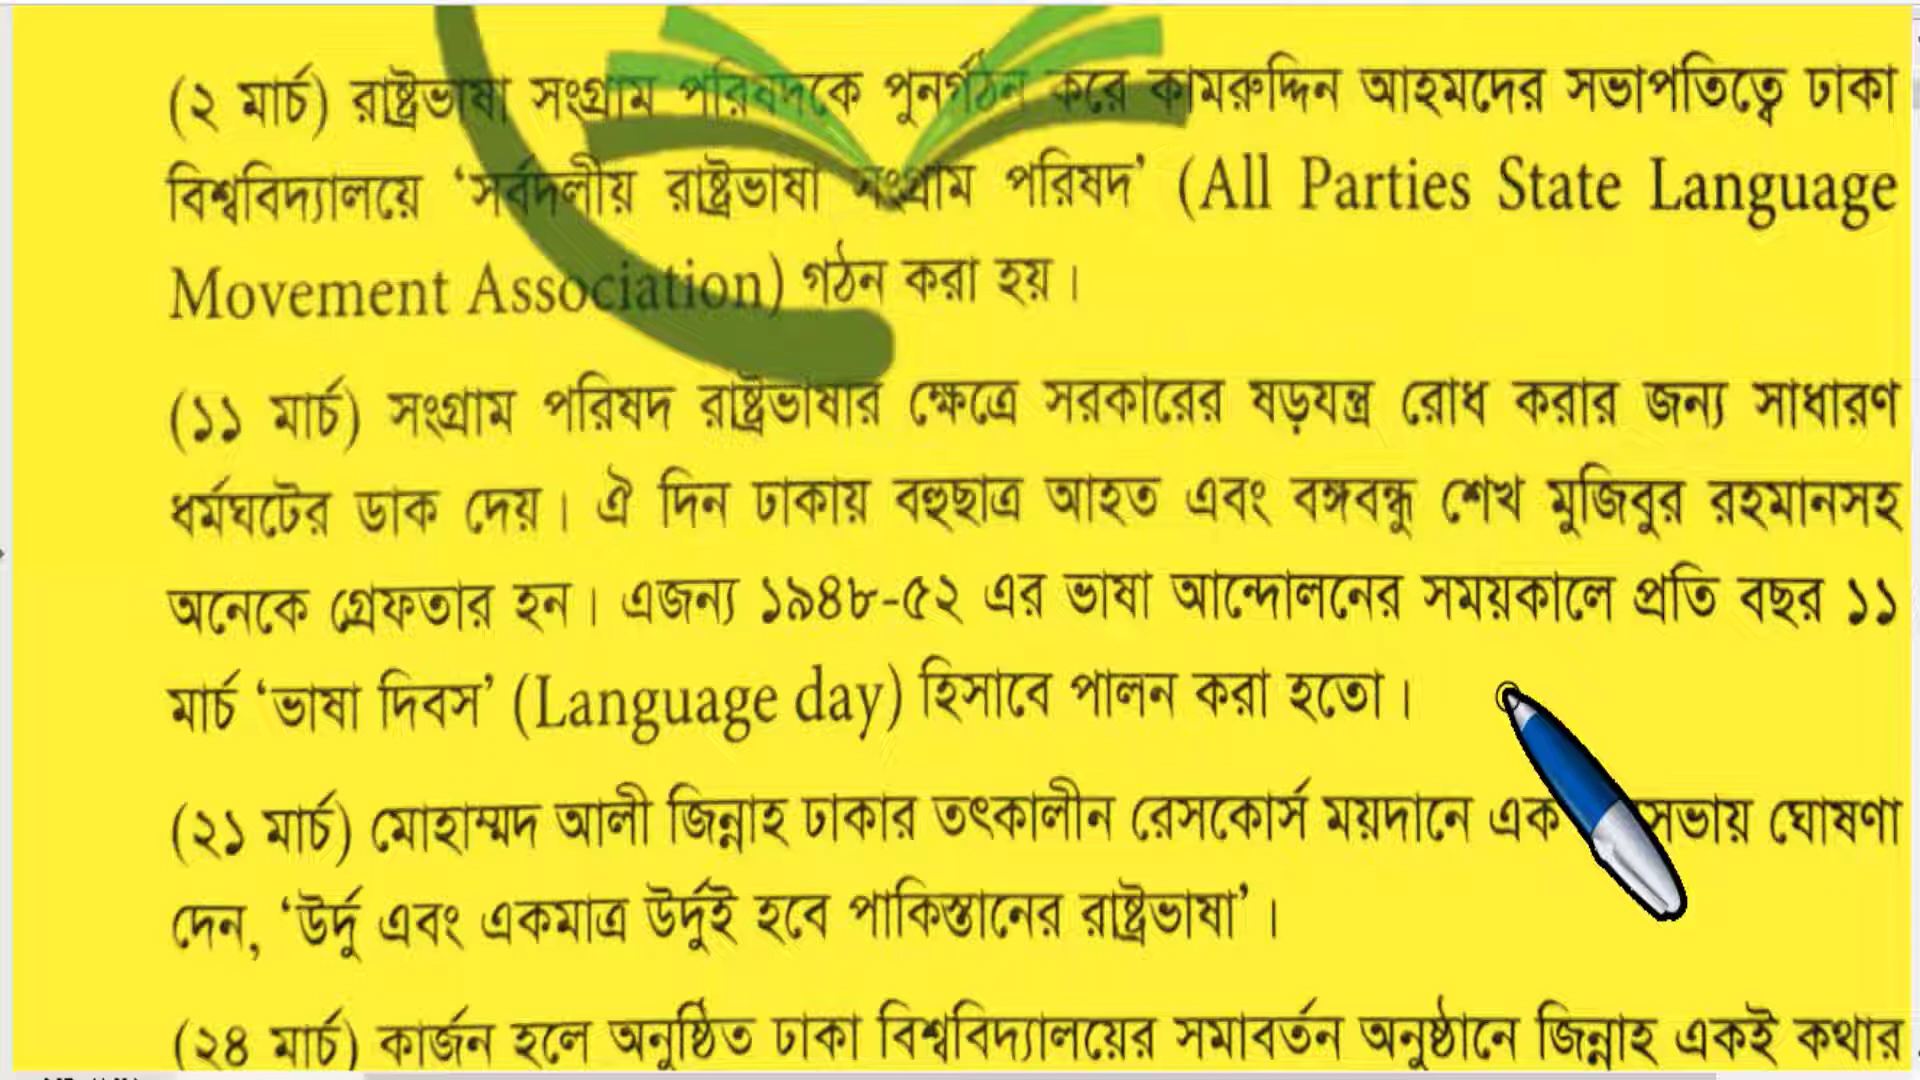 (২ মার্চ) রাষ্ট্রভাষা সংগ্রাম পরিষদকে পুনর্গঠন করে কামরুদ্দিন আহমদের সভাপতিত্বে ঢাকা
বিশ্ববিদ্যালয়ে ‘সর্বদলীয় রাষ্ট্রভাষা সংগ্রাম পরিষদ’ (All Parties State Language
Movement Association) গঠন করা হয়।
(১১ মার্চ) সংগ্রাম পরিষদ রাষ্ট্রভাষার ক্ষেত্রে সরকারের ষড়যন্ত্র রোধ করার জন্য সাধারণ
ধর্মঘটের ডাক দেয়। ঐ দিন ঢাকায় বহুছাত্র আহত এবং বঙ্গবন্ধু শেখ মুজিবুর রহমানসহ
অনেকে গ্রেফতার হন। এজন্য ১৯৪৮-৫২ এর ভাষা আন্দোলনের সময়কালে প্রতি বছর ১১
মার্চ ‘ভাষা দিবস’ (Language day) হিসাবে পালন করা হতো।
(২১ মার্চ) মোহাম্মদ আলী জিন্নাহ ঢাকার তৎকালীন রেসকোর্স ময়দানে এক সভায় ঘোষণা
দেন, ‘উর্দু এবং একমাত্র উর্দুই হবে পাকিস্তানের রাষ্ট্রভাষা’।
(২৪ মার্চ) কার্জন হলে অনুষ্ঠিত ঢাকা বিশ্ববিদ্যালয়ের সমাবর্তন অনুষ্ঠানে জিন্নাহ একই কথার